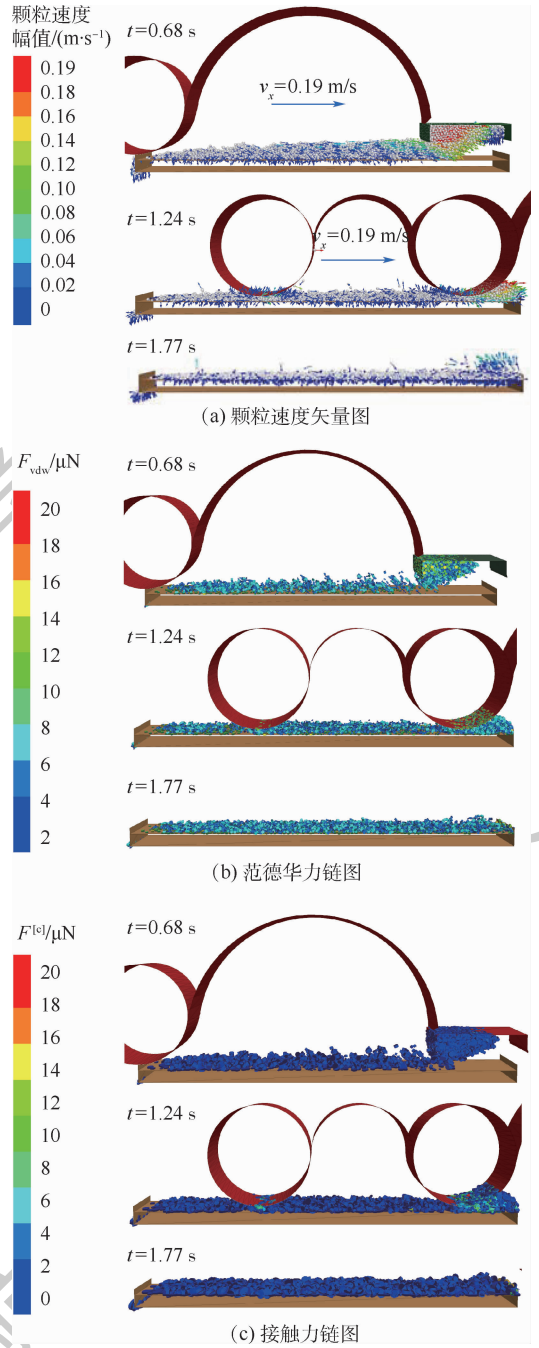 颗粒速度
幅值/(m·s⁻¹)
t=0.68 s
0.19
0.18
0.16
0.14
0.12
0.10
0.08
0.06
0.04
0.02
0
vₓ=0.19 m/s
t=1.24 s
vₓ=0.19 m/s
t=1.77 s
(a) 颗粒速度矢量图
F_vdw/μN
t=0.68 s
20
18
16
14
12
10
8
6
4
2
t=1.24 s
t=1.77 s
(b) 范德华力链图
F^[c]/μN
t=0.68 s
20
18
16
14
12
10
8
6
4
2
0
t=1.24 s
t=1.77 s
(c) 接触力链图